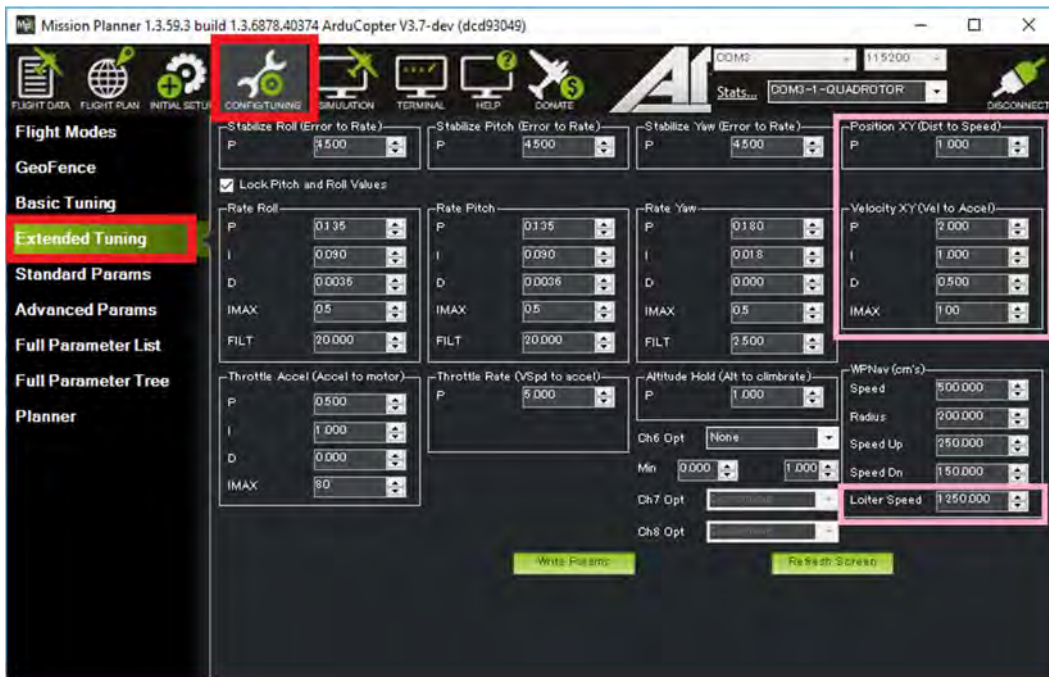 Mission Planner 1.3.59.3 build 1.3.6878.40374 ArduCopter V3.7-dev (dcd93049)
FLIGHT DATA FLIGHT PLAN INITIAL SETUP CONFIG/TUNING SIMULATION TERMINAL HELP DONATE
COM3 115200
Stats... COM3-1-QUADROTOR
DISCONNECT
Flight Modes
GeoFence
Basic Tuning
Extended Tuning
Standard Params
Advanced Params
Full Parameter List
Full Parameter Tree
Planner
Stabilize Roll (Error to Rate)
P 4.500
Stabilize Pitch (Error to Rate)
P 4.500
Stabilize Yaw (Error to Rate)
P 4.500
Position XY (Dist to Speed)
P 1.000
Lock Pitch and Roll Values
Rate Roll
P 0.135
I 0.090
D 0.0036
IMAX 0.5
FILT 20.000
Rate Pitch
P 0.135
I 0.090
D 0.0036
IMAX 0.5
FILT 20.000
Rate Yaw
P 0.180
I 0.018
D 0.000
IMAX 0.5
FILT 2.500
Velocity XY (Vel to Accel)
P 2.000
I 1.000
D 0.500
IMAX 100
Throttle Accel (Accel to motor)
P 0.500
I 1.000
D 0.000
IMAX 80
Throttle Rate (VSpd to accel)
P 5.000
Altitude Hold (Alt to climbrate)
P 1.000
Ch6 Opt None
Min 0.000 1.000
Ch7 Opt
Ch8 Opt
WPNav (cm's)
Speed 500.000
Radius 200.000
Speed Up 250.000
Speed Dn 150.000
Loiter Speed 1250.000
Write Params
Refresh Screen